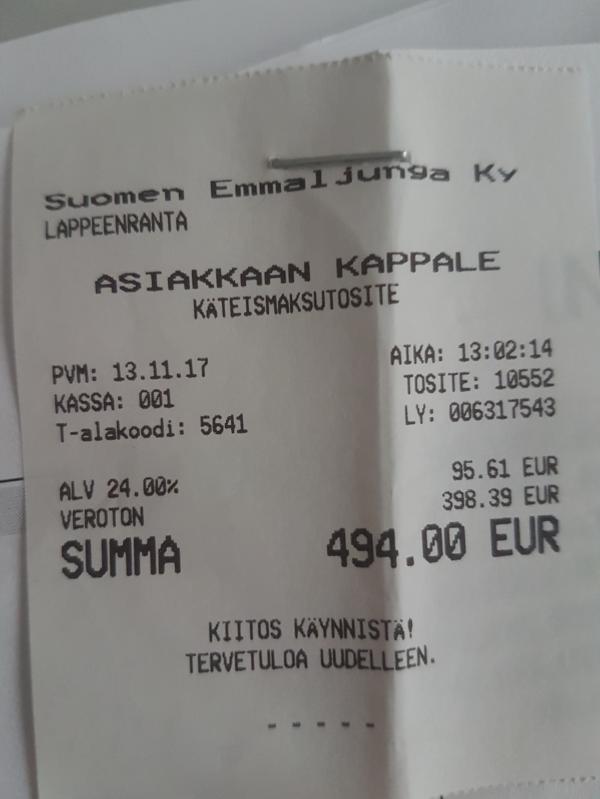 Suomen Emmaljunga Ky
LAPPEENRANTA
ASIAKKAAN KAPPALE
KÄTEISMAKSUTOSITE
PVM: 13.11.17 AIKA: 13:02:14
KASSA: 001 TOSITE: 10552
T-alakoodi: 5641 LY: 006317543
ALV 24.00% 95.61 EUR
VEROTON 398.39 EUR
SUMMA 494.00 EUR
KIITOS KÄYNNISTÄ!
TERVETULOA UUDELLEEN.
- - - - -